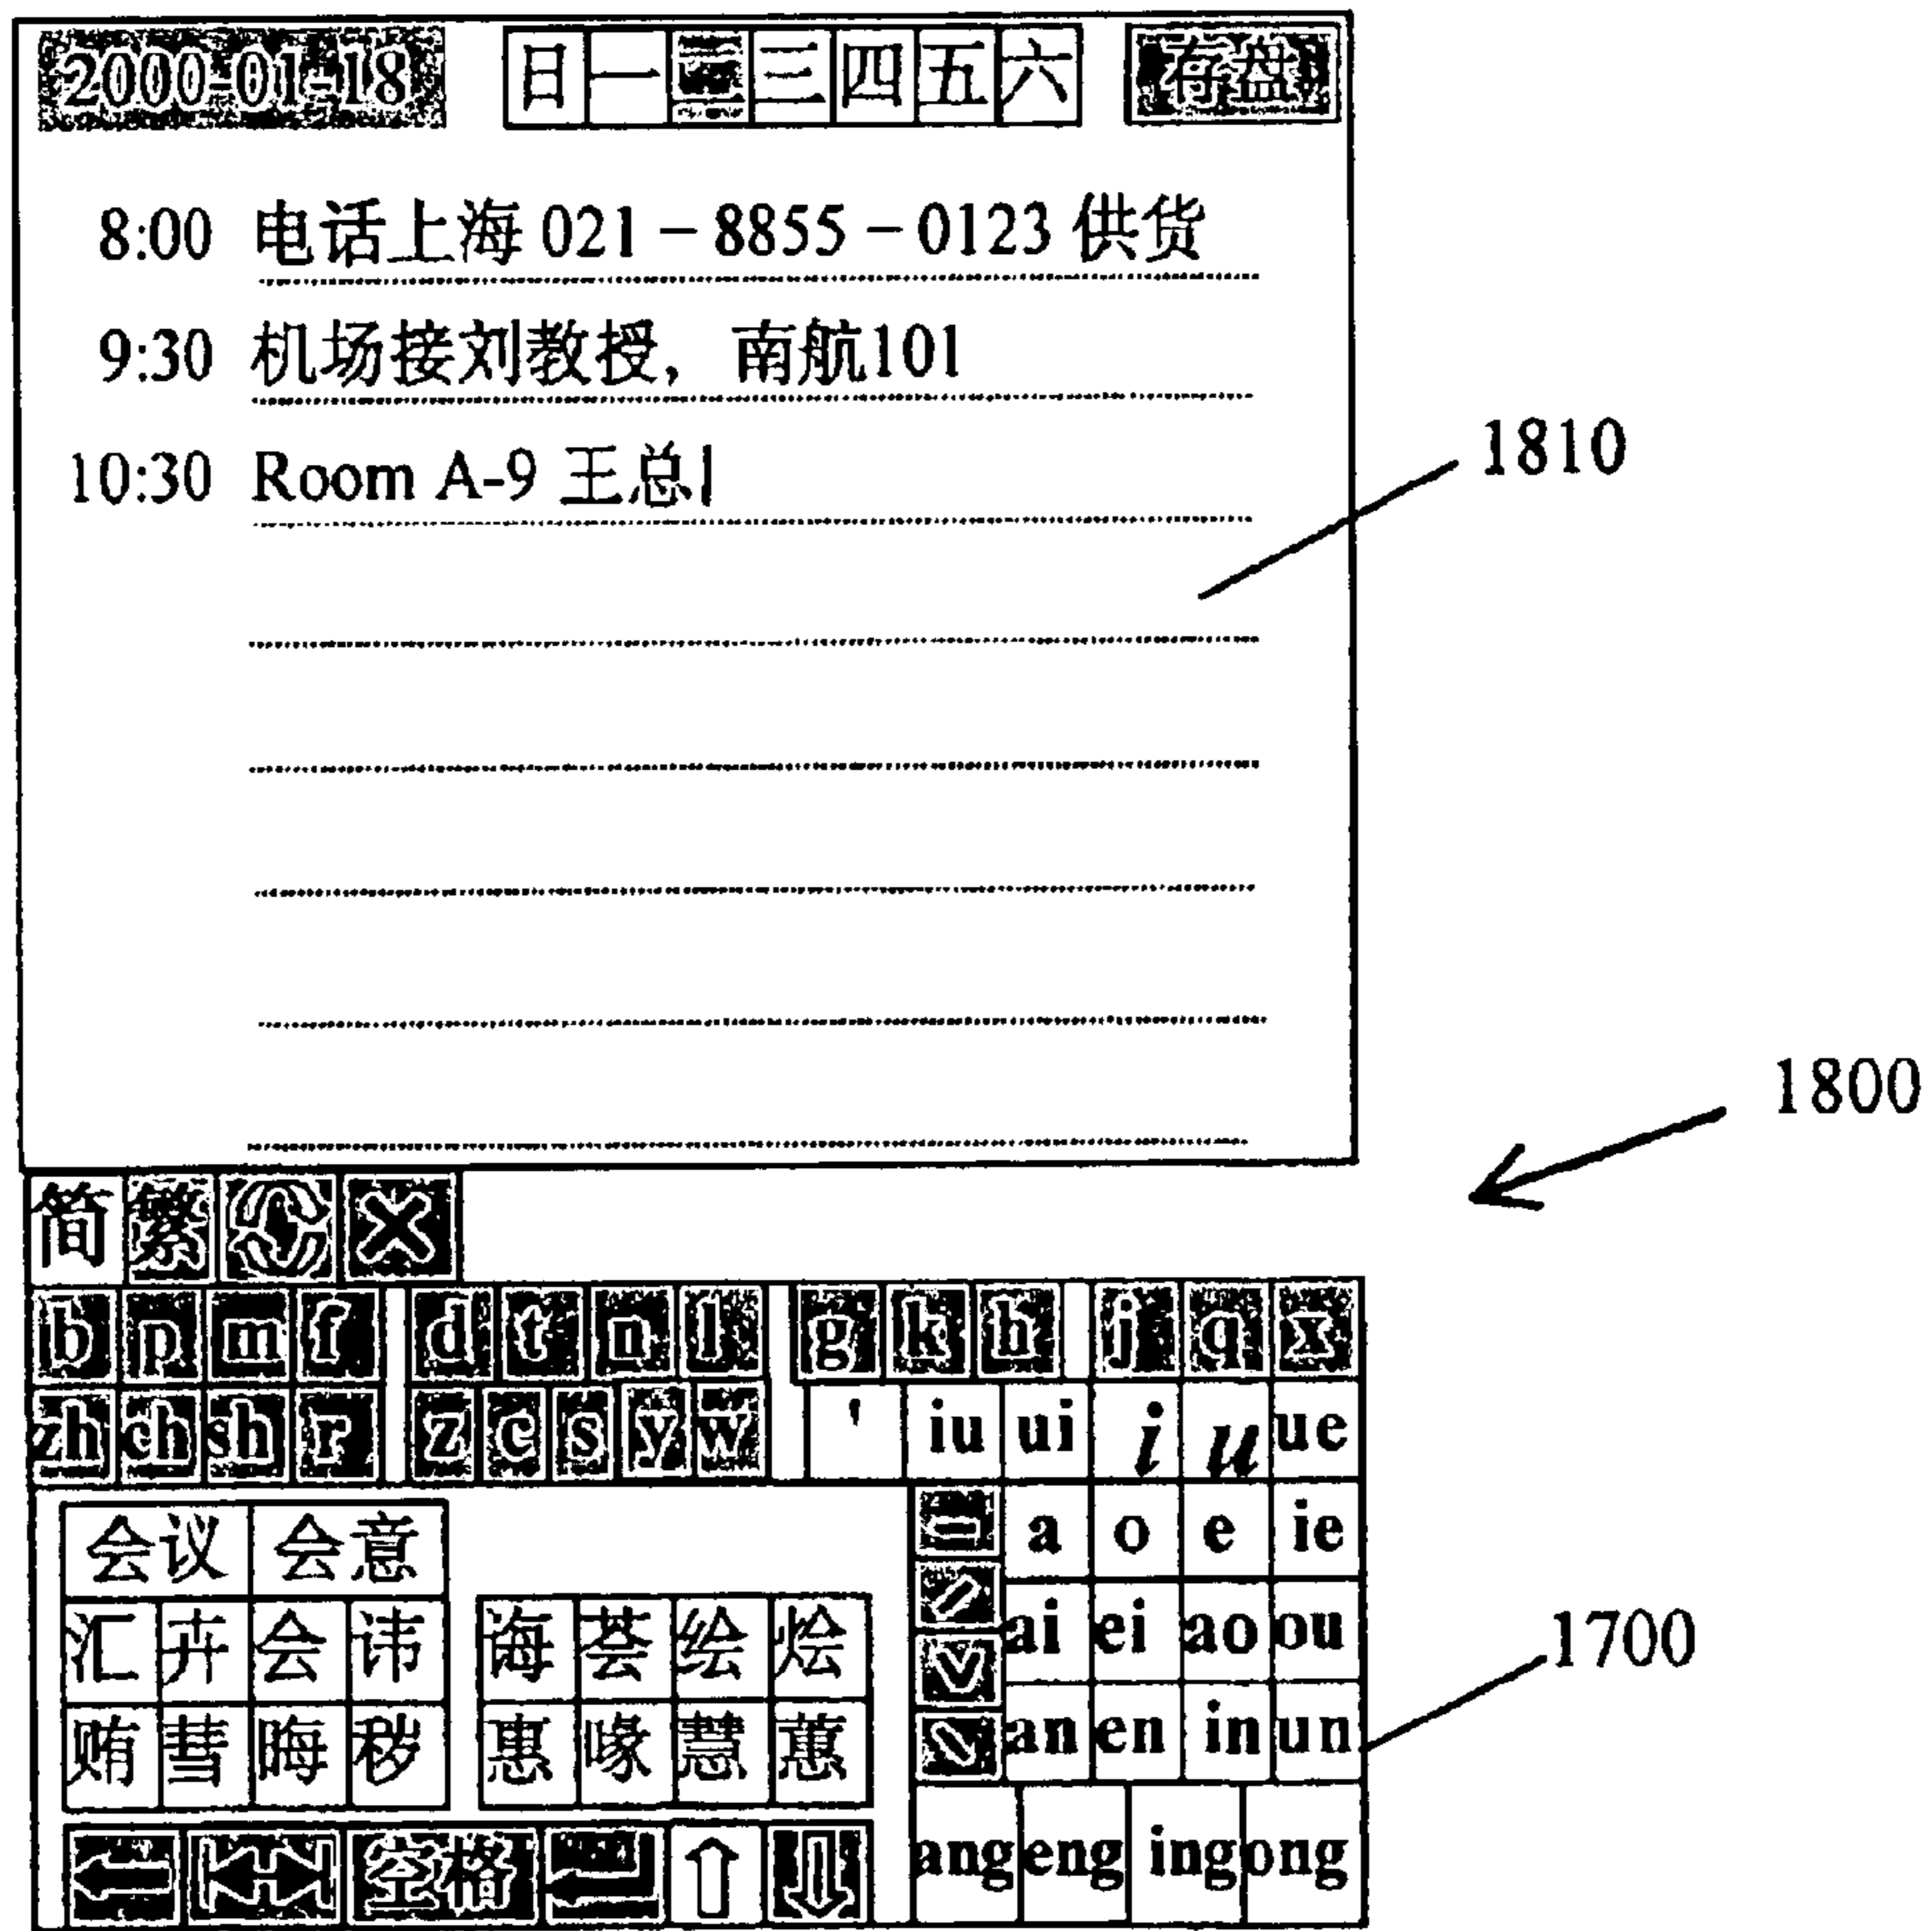 2000-01-18 日 一 二 三 四 五 六 存盘
8:00 电话上海 021 – 8855 – 0123 供货
9:30 机场接刘教授，南航101
10:30 Room A-9 王总
1810
1800
简 繁
b p m f d t n l g k h j q x
zh ch sh r z c s y w ' iu ui i u ue
会议 会意 a o e ie
汇 卉 会 讳 诲 荟 绘 烩 ai ei ao ou
1700
贿 彗 晦 秽 惠 喙 慧 蕙 an en in un
空格 ang eng ing ong